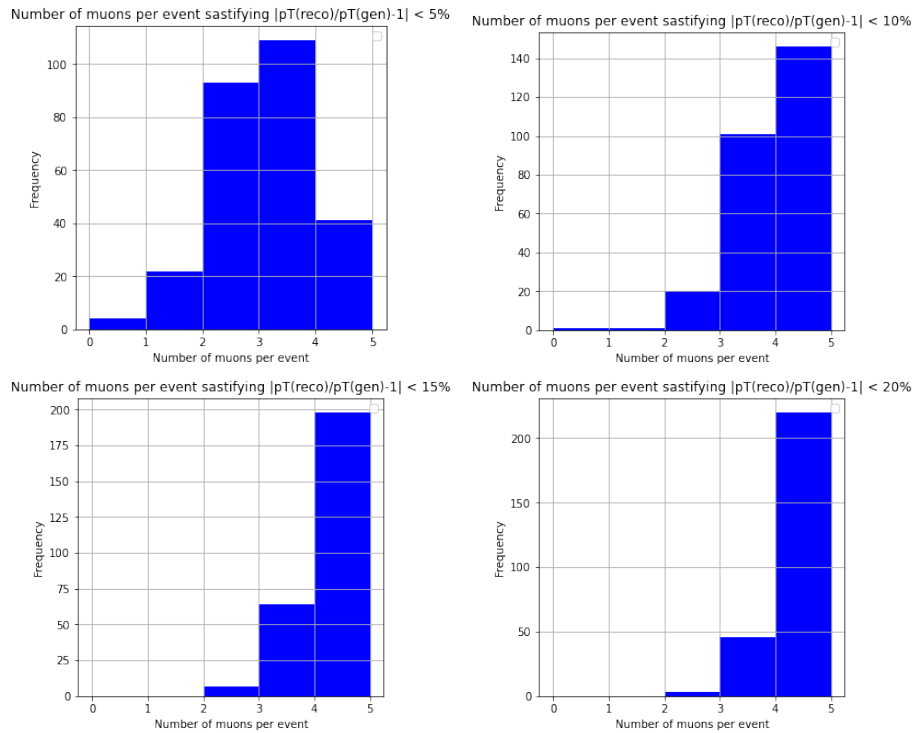 Number of muons per event sastifying |pT(reco)/pT(gen)-1| < 5%
100
80
60
40
20
0
Frequency
0 1 2 3 4 5
Number of muons per event
Number of muons per event sastifying |pT(reco)/pT(gen)-1| < 10%
140
120
100
80
60
40
20
0
Frequency
0 1 2 3 4 5
Number of muons per event
Number of muons per event sastifying |pT(reco)/pT(gen)-1| < 15%
200
175
150
125
100
75
50
25
0
Frequency
0 1 2 3 4 5
Number of muons per event
Number of muons per event sastifying |pT(reco)/pT(gen)-1| < 20%
200
150
100
50
0
Frequency
0 1 2 3 4 5
Number of muons per event